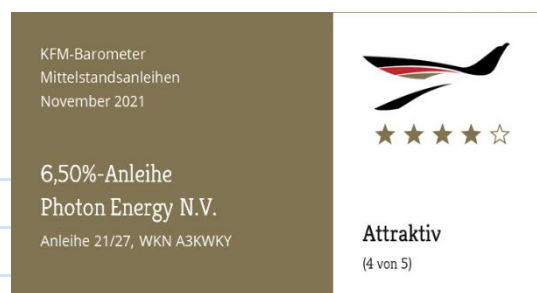 KFM-Barometer
Mittelstandsanleihen
November 2021
6,50%-Anleihe
Photon Energy N.V.
Anleihe 21/27, WKN A3KWKY
Attraktiv
(4 von 5)